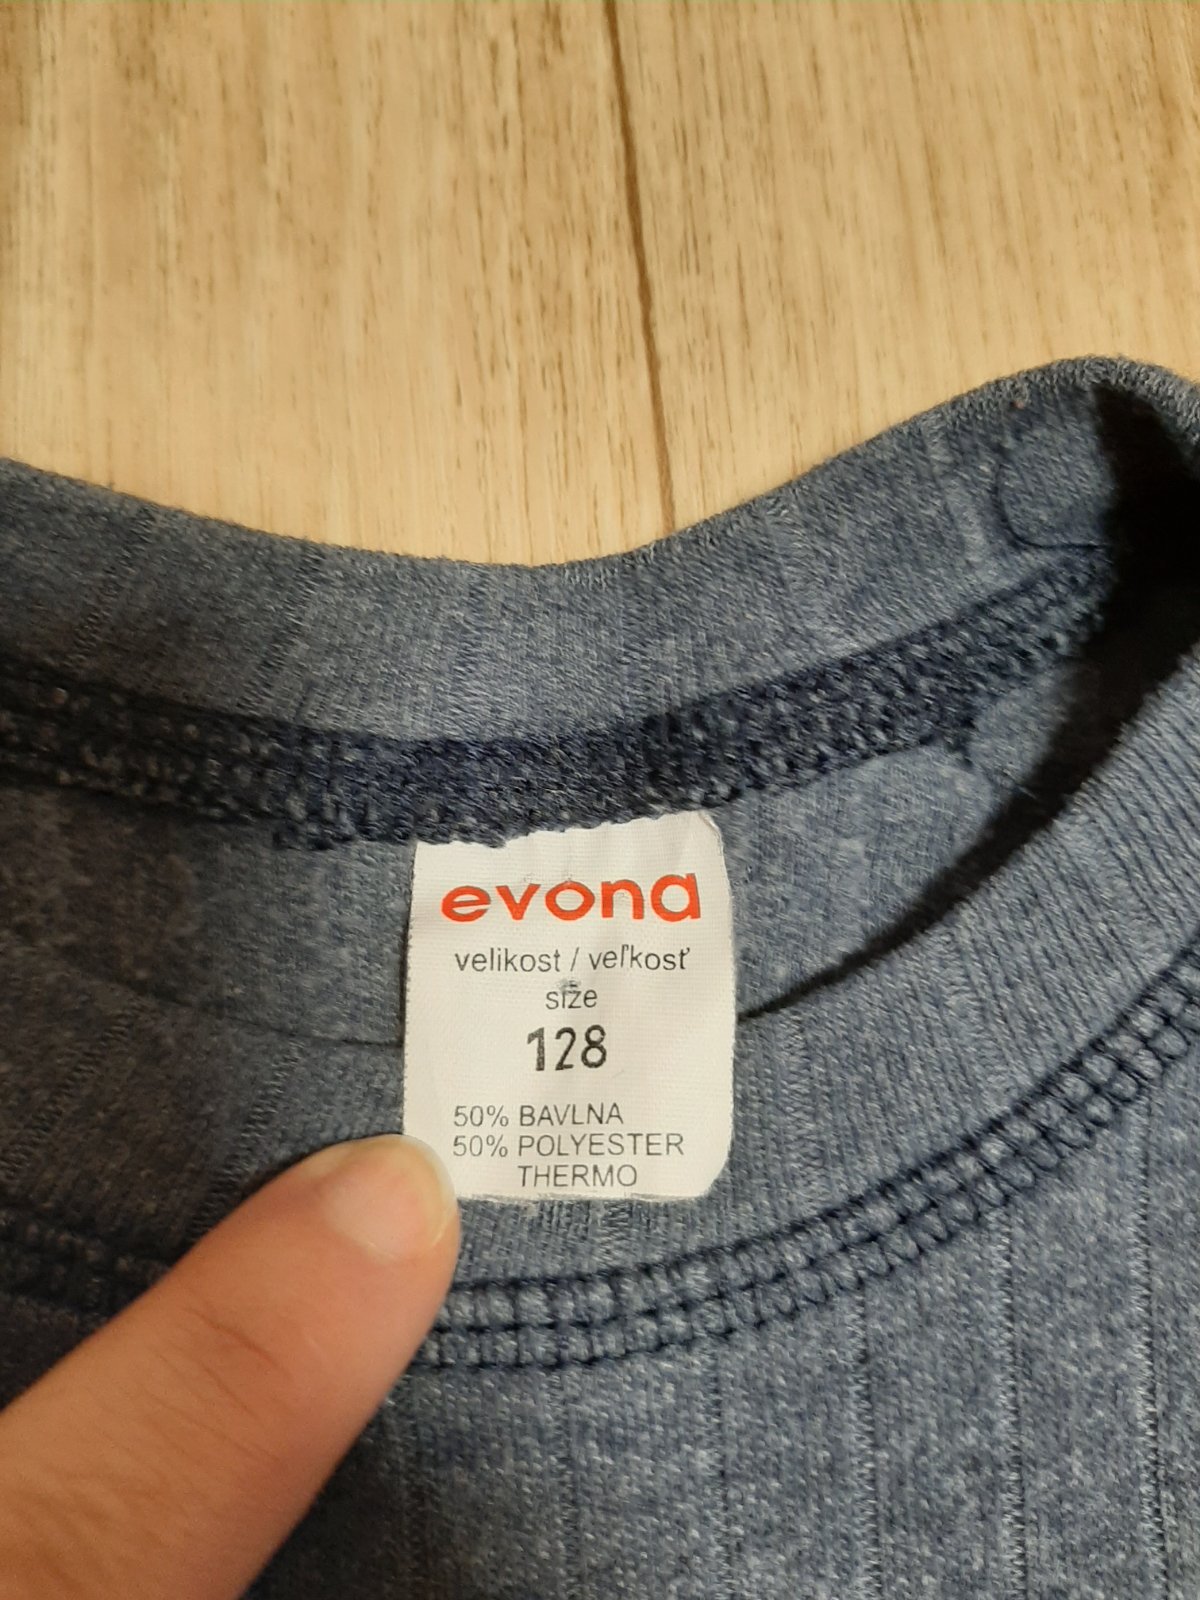 evona
velikost / veľkosť
size
128
50% BAVLNA
50% POLYESTER
THERMO